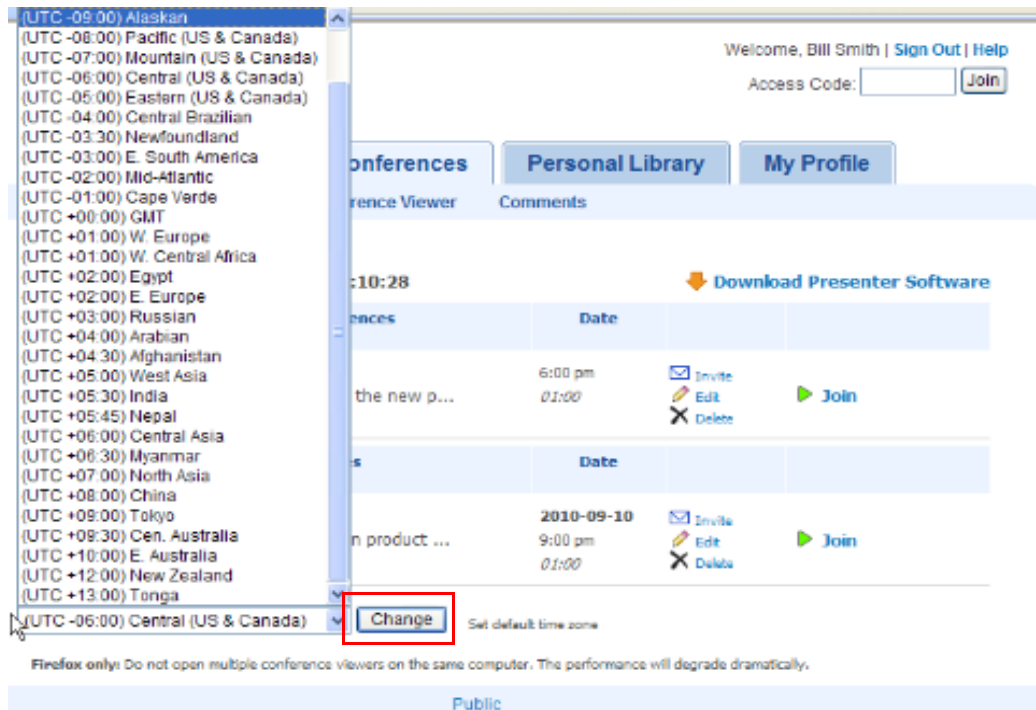 (UTC -09:00) Alaskan
(UTC -08:00) Pacific (US & Canada)
(UTC -07:00) Mountain (US & Canada)
(UTC -06:00) Central (US & Canada)
(UTC -05:00) Eastern (US & Canada)
(UTC -04:00) Central Brazilian
(UTC -03:30) Newfoundland
(UTC -03:00) E. South America
(UTC -02:00) Mid-Atlantic
(UTC -01:00) Cape Verde
(UTC +00:00) GMT
(UTC +01:00) W. Europe
(UTC +01:00) W. Central Africa
(UTC +02:00) Egypt
(UTC +02:00) E. Europe
(UTC +03:00) Russian
(UTC +04:00) Arabian
(UTC +04:30) Afghanistan
(UTC +05:00) West Asia
(UTC +05:30) India
(UTC +05:45) Nepal
(UTC +06:00) Central Asia
(UTC +06:30) Myanmar
(UTC +07:00) North Asia
(UTC +08:00) China
(UTC +09:00) Tokyo
(UTC +09:30) Cen. Australia
(UTC +10:00) E. Australia
(UTC +12:00) New Zealand
(UTC +13:00) Tonga
(UTC -06:00) Central (US & Canada) Change Set default time zone
Welcome, Bill Smith | Sign Out | Help
Access Code: Join
onferences Personal Library My Profile
rence Viewer Comments
:10:28 Download Presenter Software
ences Date
6:00 pm Invite
the new p... 01:00 Edit Join
Delete
s Date
2010-09-10 Invite
n product ... 9:00 pm Edit Join
01:00 Delete
Firefox only: Do not open multiple conference viewers on the same computer. The performance will degrade dramatically.
Public